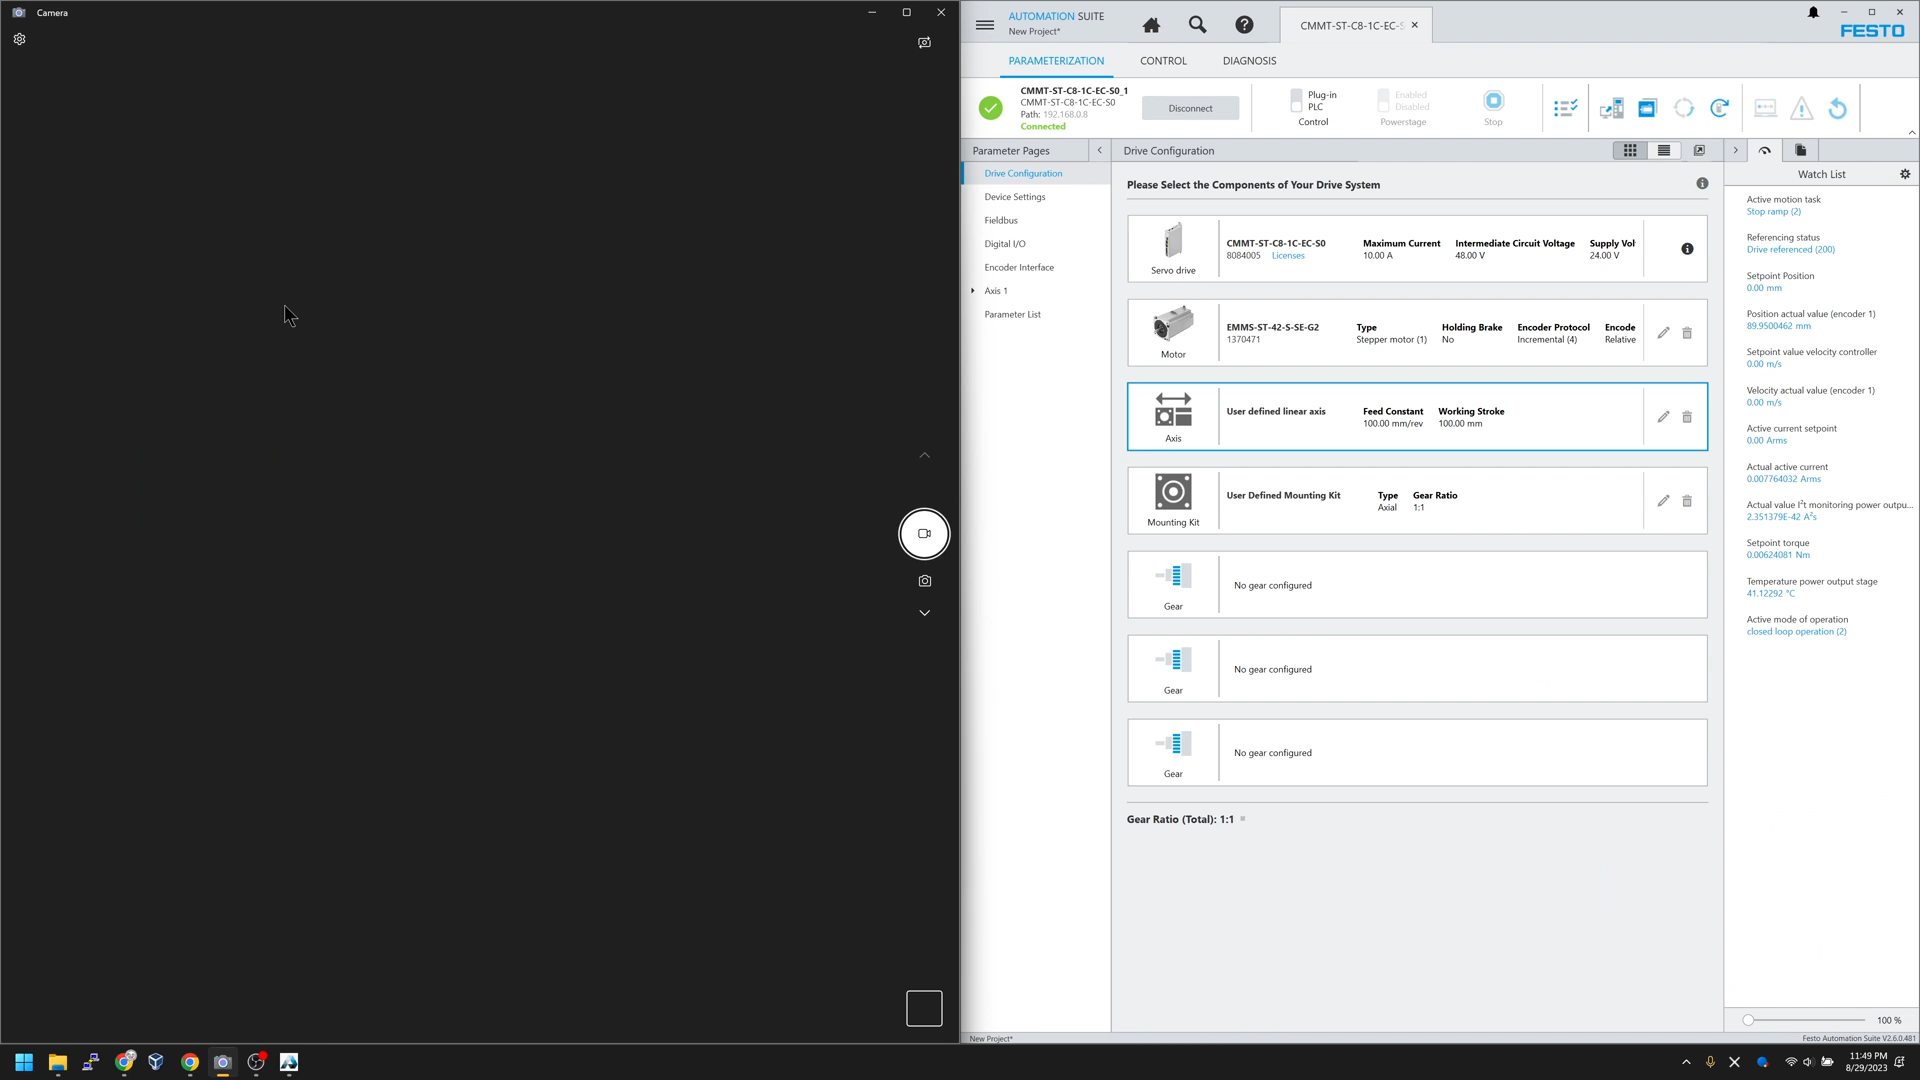 Camera
AUTOMATION SUITE
New Project*
CMMT-ST-C8-1C-EC-S
FESTO
PARAMETERIZATION
CONTROL
DIAGNOSIS
CMMT-ST-C8-1C-EC-S0_1
CMMT-ST-C8-1C-EC-S0
Path: 192.168.0.8
Connected
Disconnect
Plug-in
PLC
Control
Enabled
Disabled
Powerstage
Stop
Parameter Pages
Drive Configuration
Device Settings
Fieldbus
Digital I/O
Encoder Interface
Axis 1
Parameter List
Drive Configuration
Please Select the Components of Your Drive System
Servo drive
CMMT-ST-C8-1C-EC-S0
8084005 Licenses
Maximum Current
10.00 A
Intermediate Circuit Voltage
48.00 V
Supply Vol
24.00 V
Motor
EMMS-ST-42-S-SE-G2
1370471
Type
Stepper motor (1)
Holding Brake
No
Encoder Protocol
Incremental (4)
Encode
Relative
Axis
User defined linear axis
Feed Constant
100.00 mm/rev
Working Stroke
100.00 mm
Mounting Kit
User Defined Mounting Kit
Type
Axial
Gear Ratio
1:1
Gear
No gear configured
Gear
No gear configured
Gear
No gear configured
Gear Ratio (Total): 1:1
Watch List
Active motion task
Stop ramp (2)
Referencing status
Drive referenced (200)
Setpoint Position
0.00 mm
Position actual value (encoder 1)
89.9500462 mm
Setpoint value velocity controller
0.00 m/s
Velocity actual value (encoder 1)
0.00 m/s
Active current setpoint
0.00 Arms
Actual active current
0.007764032 Arms
Actual value I²t monitoring power outpu...
2.351379E-42 A²s
Setpoint torque
0.00624081 Nm
Temperature power output stage
41.12292 °C
Active mode of operation
closed loop operation (2)
100 %
New Project*
Festo Automation Suite V2.6.0.481
11:49 PM
8/29/2023